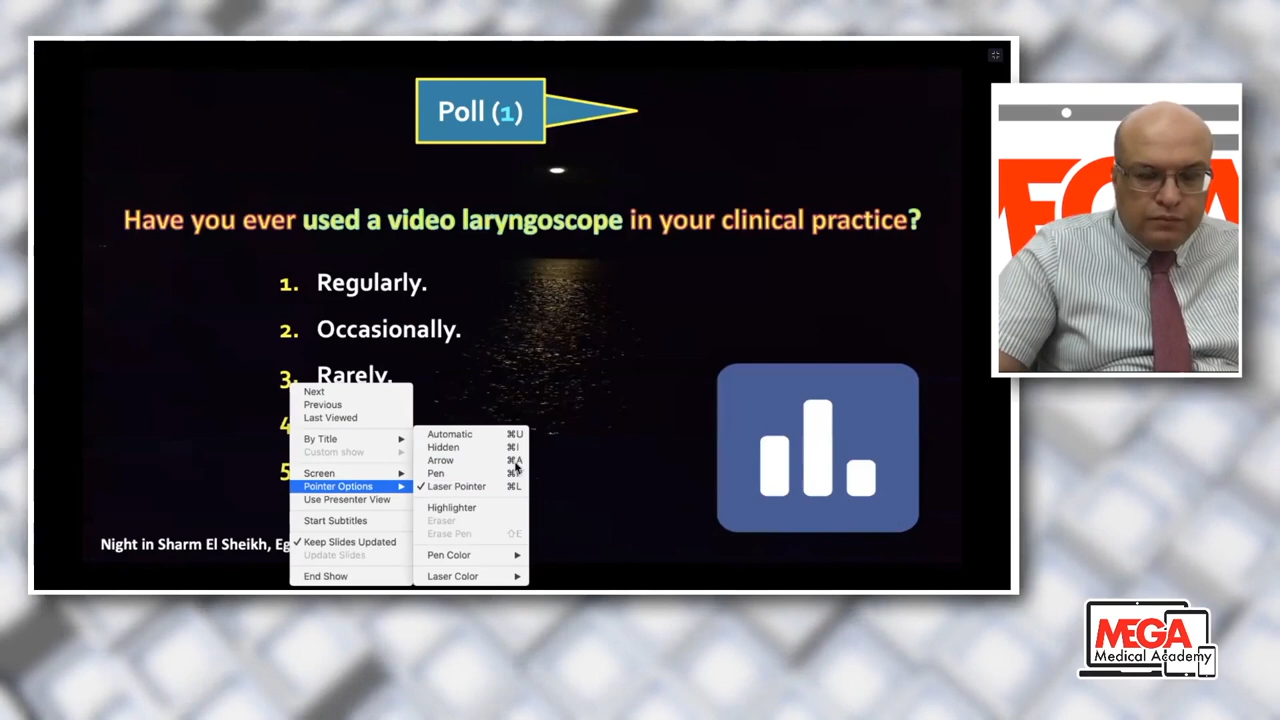 Poll (1)
Have you ever used a video laryngoscope in your clinical practice?
1. Regularly.
2. Occasionally.
3. Rarely.
4
5
Night in Sharm El Sheikh, Eg
Next
Previous
Last Viewed
By Title
Custom show
Screen
Pointer Options
Use Presenter View
Start Subtitles
✓ Keep Slides Updated
Update Slides
End Show
Automatic ⌘U
Hidden ⌘I
Arrow ⌘A
Pen
✓ Laser Pointer ⌘L
Highlighter
Eraser
Erase Pen ⇧E
Pen Color
Laser Color
MEGA
Medical Academy